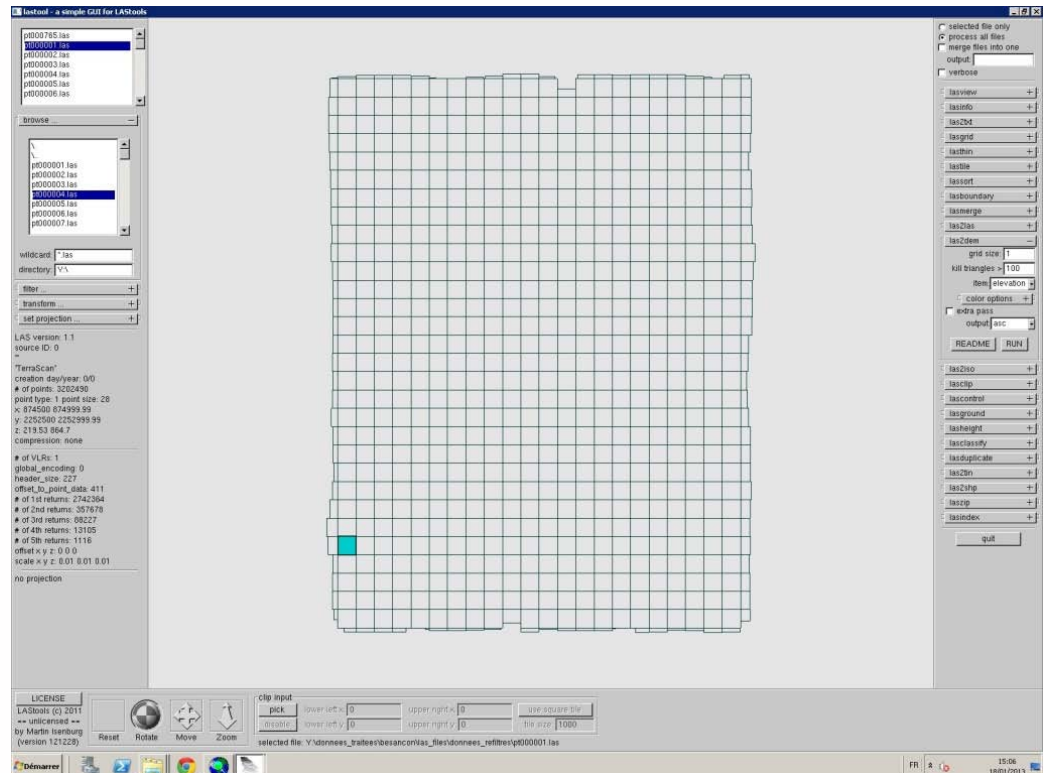 lastool - a simple GUI for LAStools
pt000765.las
pt000001.las
pt000002.las
pt000003.las
pt000004.las
pt000005.las
pt000006.las
browse ...
\
\..
pt000001.las
pt000002.las
pt000003.las
pt000004.las
pt000005.las
pt000006.las
pt000007.las
wildcard: *.las
directory: Y:\
filter ...
transform ...
set projection ...
LAS version: 1.1
source ID: 0
"TerraScan"
creation day/year: 0/0
# of points: 3202490
point type: 1 point size: 28
x: 874500 874999.99
y: 2252500 2252999.99
z: 219.53 864.7
compression: none
# of VLRs: 1
global_encoding: 0
header_size: 227
offset_to_point_data: 411
# of 1st returns: 2742364
# of 2nd returns: 357678
# of 3rd returns: 88227
# of 4th returns: 13105
# of 5th returns: 1116
offset x y z: 0 0 0
scale x y z: 0.01 0.01 0.01
no projection
selected file only
process all files
merge files into one
output:
verbose
lasview
lasinfo
las2txt
lasgrid
lasthin
lastile
lassort
lasboundary
lasmerge
las2las
las2dem
grid size: 1
kill triangles > 100
item: elevation
color options
extra pass
output: asc
README RUN
las2iso
lasclip
lascontrol
lasground
lasheight
lasclassify
lasduplicate
las2tin
las2shp
laszip
lasindex
quit
LICENSE
LAStools (c) 2011
== unlicensed ==
by Martin Isenburg
(version 121228)
Reset Rotate Move Zoom
clip input
pick lower left x: 0 upper right x: 0 use square tile
disable lower left y: 0 upper right y: 0 tile size: 1000
selected file: Y:\donnees_traitees\besancon\las_files\donnees_refiltres\pt000001.las
Démarrer
FR
15:06
18/01/2013